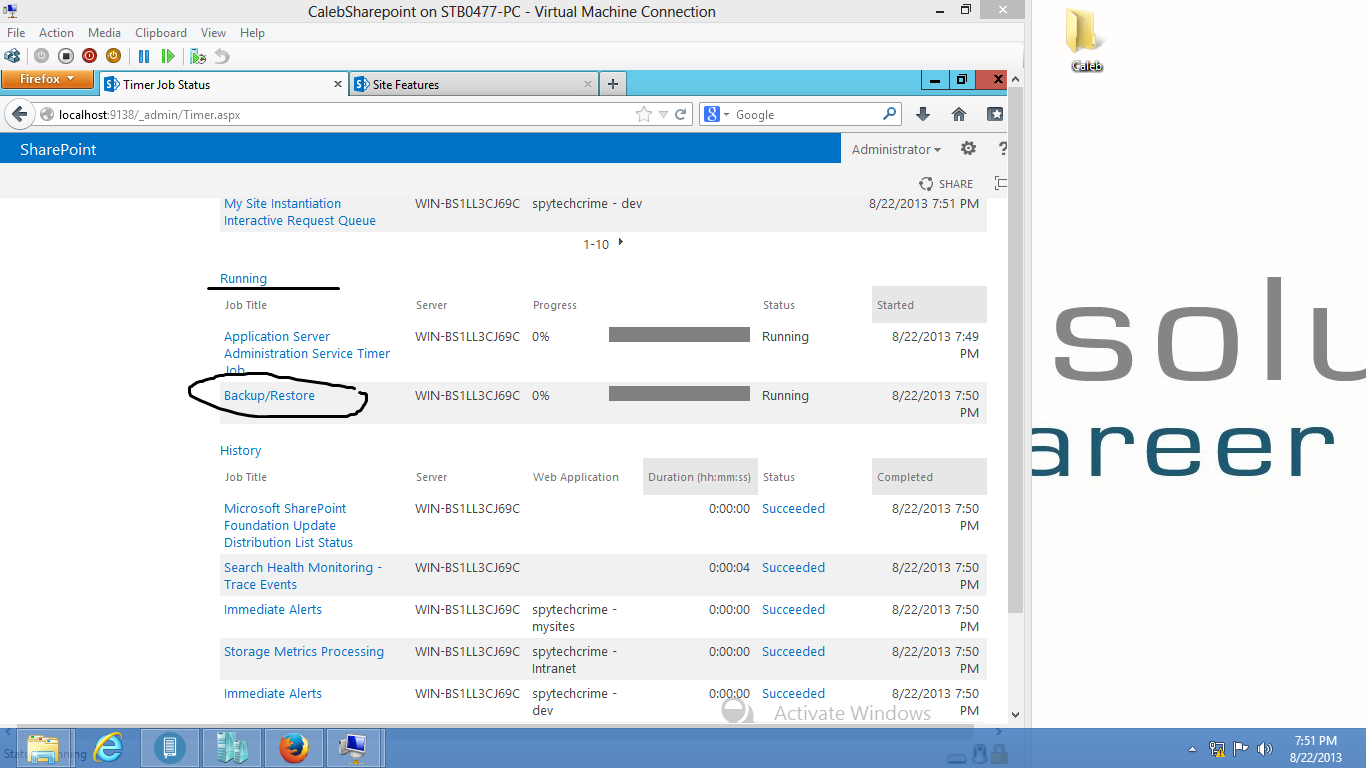 CalebSharepoint on STB0477-PC - Virtual Machine Connection
File Action Media Clipboard View Help
Firefox
Timer Job Status
Site Features
localhost:9138/_admin/Timer.aspx
Google
Caleb
SharePoint
Administrator
SHARE
My Site Instantiation WIN-BS1LL3CJ69C spytechcrime - dev 8/22/2013 7:51 PM
Interactive Request Queue
1-10
Running
Job Title Server Progress Status Started
Application Server WIN-BS1LL3CJ69C 0% Running 8/22/2013 7:49
Administration Service Timer PM
Job
Backup/Restore WIN-BS1LL3CJ69C 0% Running 8/22/2013 7:50
PM
History
Job Title Server Web Application Duration (hh:mm:ss) Status Completed
Microsoft SharePoint WIN-BS1LL3CJ69C 0:00:00 Succeeded 8/22/2013 7:50
Foundation Update PM
Distribution List Status
Search Health Monitoring - WIN-BS1LL3CJ69C 0:00:04 Succeeded 8/22/2013 7:50
Trace Events PM
Immediate Alerts WIN-BS1LL3CJ69C spytechcrime - 0:00:00 Succeeded 8/22/2013 7:50
mysites PM
Storage Metrics Processing WIN-BS1LL3CJ69C spytechcrime - 0:00:00 Succeeded 8/22/2013 7:50
Intranet PM
Immediate Alerts WIN-BS1LL3CJ69C spytechcrime - 0:00:00 Succeeded 8/22/2013 7:50
dev PM
Activate Windows
solu
areer
7:51 PM
8/22/2013